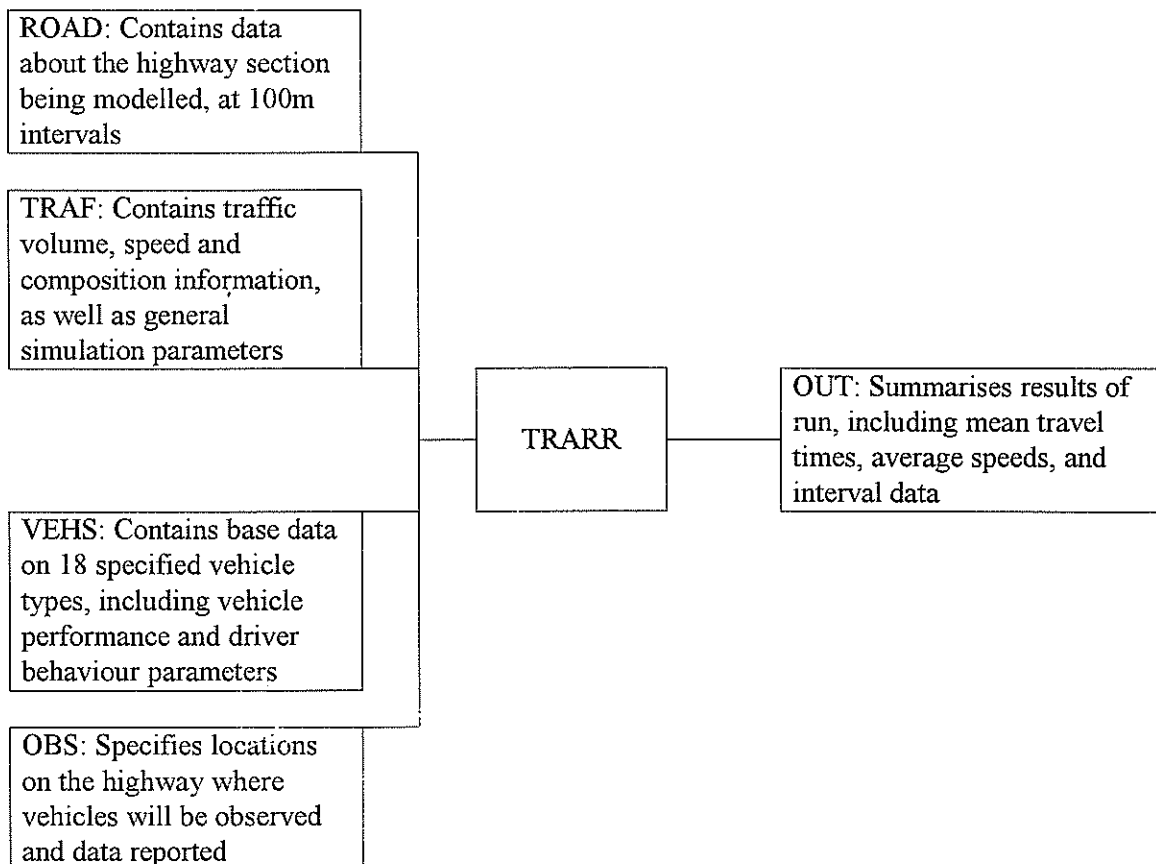 ROAD: Contains data
about the highway section
being modelled, at 100m
intervals
TRAF: Contains traffic
volume, speed and
composition information,
as well as general
simulation parameters
VEHS: Contains base data
on 18 specified vehicle
types, including vehicle
performance and driver
behaviour parameters
OBS: Specifies locations
on the highway where
vehicles will be observed
and data reported
TRARR
OUT: Summarises results of
run, including mean travel
times, average speeds, and
interval data